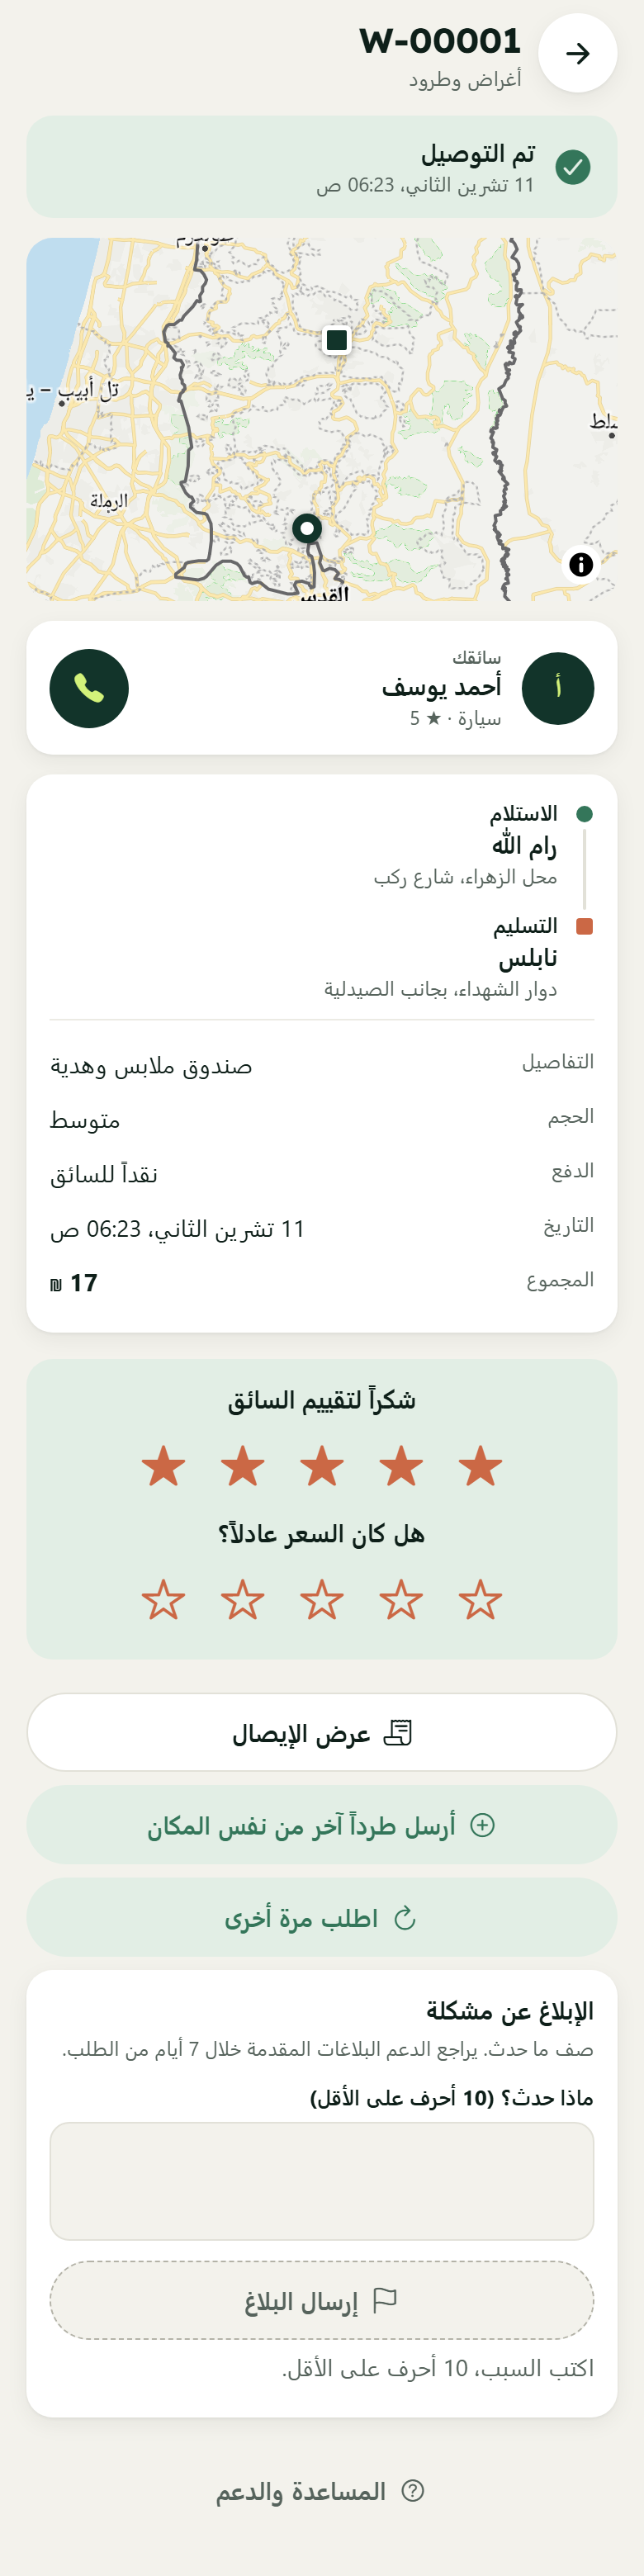 W-00001
أغراض وطرود
تم التوصيل
11 تشرين الثاني، 06:23 ص
تل أبيب – ي
الرملة
القدس
سائقك
أ
أحمد يوسف
سيارة · ★ 5
الاستلام
رام الله
محل الزهراء، شارع ركب
التسليم
نابلس
دوار الشهداء، بجانب الصيدلية
التفاصيل
صندوق ملابس وهدية
الحجم
متوسط
الدفع
نقداً للسائق
التاريخ
11 تشرين الثاني، 06:23 ص
المجموع
17 ₪
شكراً لتقييم السائق
هل كان السعر عادلاً؟
عرض الإيصال
أرسل طرداً آخر من نفس المكان
اطلب مرة أخرى
الإبلاغ عن مشكلة
صف ما حدث. يراجع الدعم البلاغات المقدمة خلال 7 أيام من الطلب.
ماذا حدث؟ (10 أحرف على الأقل)
إرسال البلاغ
اكتب السبب، 10 أحرف على الأقل.
المساعدة والدعم